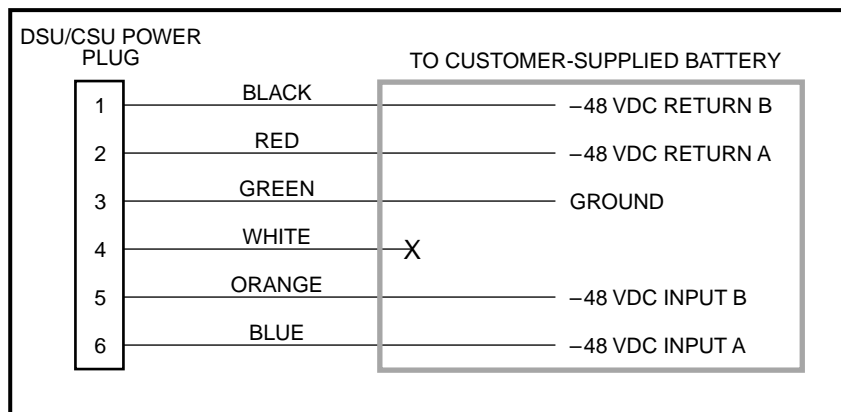 DSU/CSU POWER
PLUG
TO CUSTOMER-SUPPLIED BATTERY
1 BLACK –48 VDC RETURN B
2 RED –48 VDC RETURN A
3 GREEN GROUND
4 WHITE X
5 ORANGE –48 VDC INPUT B
6 BLUE –48 VDC INPUT A